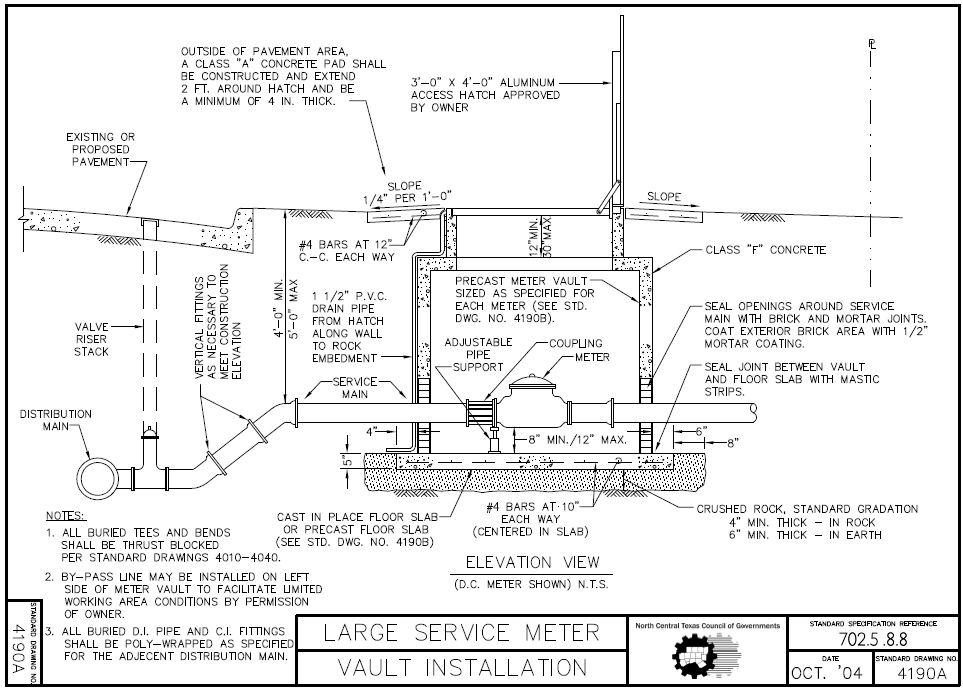 OUTSIDE OF PAVEMENT AREA,
A CLASS "A" CONCRETE PAD SHALL
BE CONSTRUCTED AND EXTEND
2 FT. AROUND HATCH AND BE
A MINIMUM OF 4 IN. THICK.
3'-0" X 4'-0" ALUMINUM
ACCESS HATCH APPROVED
BY OWNER
PL
EXISTING OR
PROPOSED
PAVEMENT
SLOPE
1/4" PER 1'-0"
SLOPE
#4 BARS AT 12"
C.-C. EACH WAY
12"MIN.
30"MAX
CLASS "F" CONCRETE
4'-0" MIN.
5'-0" MAX
VERTICAL FITTINGS
AS NECESSARY TO
MEET CONSTRUCTION
ELEVATION
1 1/2" P.V.C.
DRAIN PIPE
FROM HATCH
ALONG WALL
TO ROCK
EMBEDMENT
PRECAST METER VAULT
SIZED AS SPECIFIED FOR
EACH METER (SEE STD.
DWG. NO. 4190B).
SEAL OPENINGS AROUND SERVICE
MAIN WITH BRICK AND MORTAR JOINTS.
COAT EXTERIOR BRICK AREA WITH 1/2"
MORTAR COATING.
VALVE
RISER
STACK
ADJUSTABLE
PIPE
SUPPORT
COUPLING
METER
SEAL JOINT BETWEEN VAULT
AND FLOOR SLAB WITH MASTIC
STRIPS.
SERVICE
MAIN
DISTRIBUTION
MAIN
4"
8" MIN./12" MAX.
6"
8"
5"
#4 BARS AT 10"
EACH WAY
(CENTERED IN SLAB)
CAST IN PLACE FLOOR SLAB
OR PRECAST FLOOR SLAB
(SEE STD. DWG. NO. 4190B)
CRUSHED ROCK, STANDARD GRADATION
4" MIN. THICK - IN ROCK
6" MIN. THICK - IN EARTH
ELEVATION VIEW
(D.C. METER SHOWN) N.T.S.
NOTES:
1. ALL BURIED TEES AND BENDS
SHALL BE THRUST BLOCKED
PER STANDARD DRAWINGS 4010-4040.
2. BY-PASS LINE MAY BE INSTALLED ON LEFT
SIDE OF METER VAULT TO FACILITATE LIMITED
WORKING AREA CONDITIONS BY PERMISSION
OF OWNER.
3. ALL BURIED D.I. PIPE AND C.I. FITTINGS
SHALL BE POLY-WRAPPED AS SPECIFIED
FOR THE ADJECENT DISTRIBUTION MAIN.
STANDARD DRAWING NO.
4190A
LARGE SERVICE METER
VAULT INSTALLATION
North Central Texas Council of Governments
STANDARD SPECIFICATION REFERENCE
702.5 .8.8
DATE
OCT. '04
STANDARD DRAWING NO.
4190A